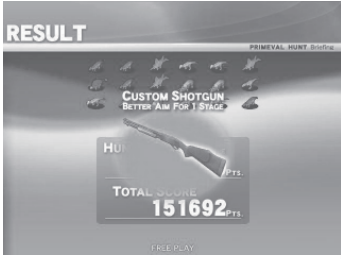 RESULT
PRIMEVAL HUNT Briefing
CUSTOM SHOTGUN
BETTER AIM FOR 1 STAGE
HU
PTS.
TOTAL SCORE
151692PTS.
FREE PLAY